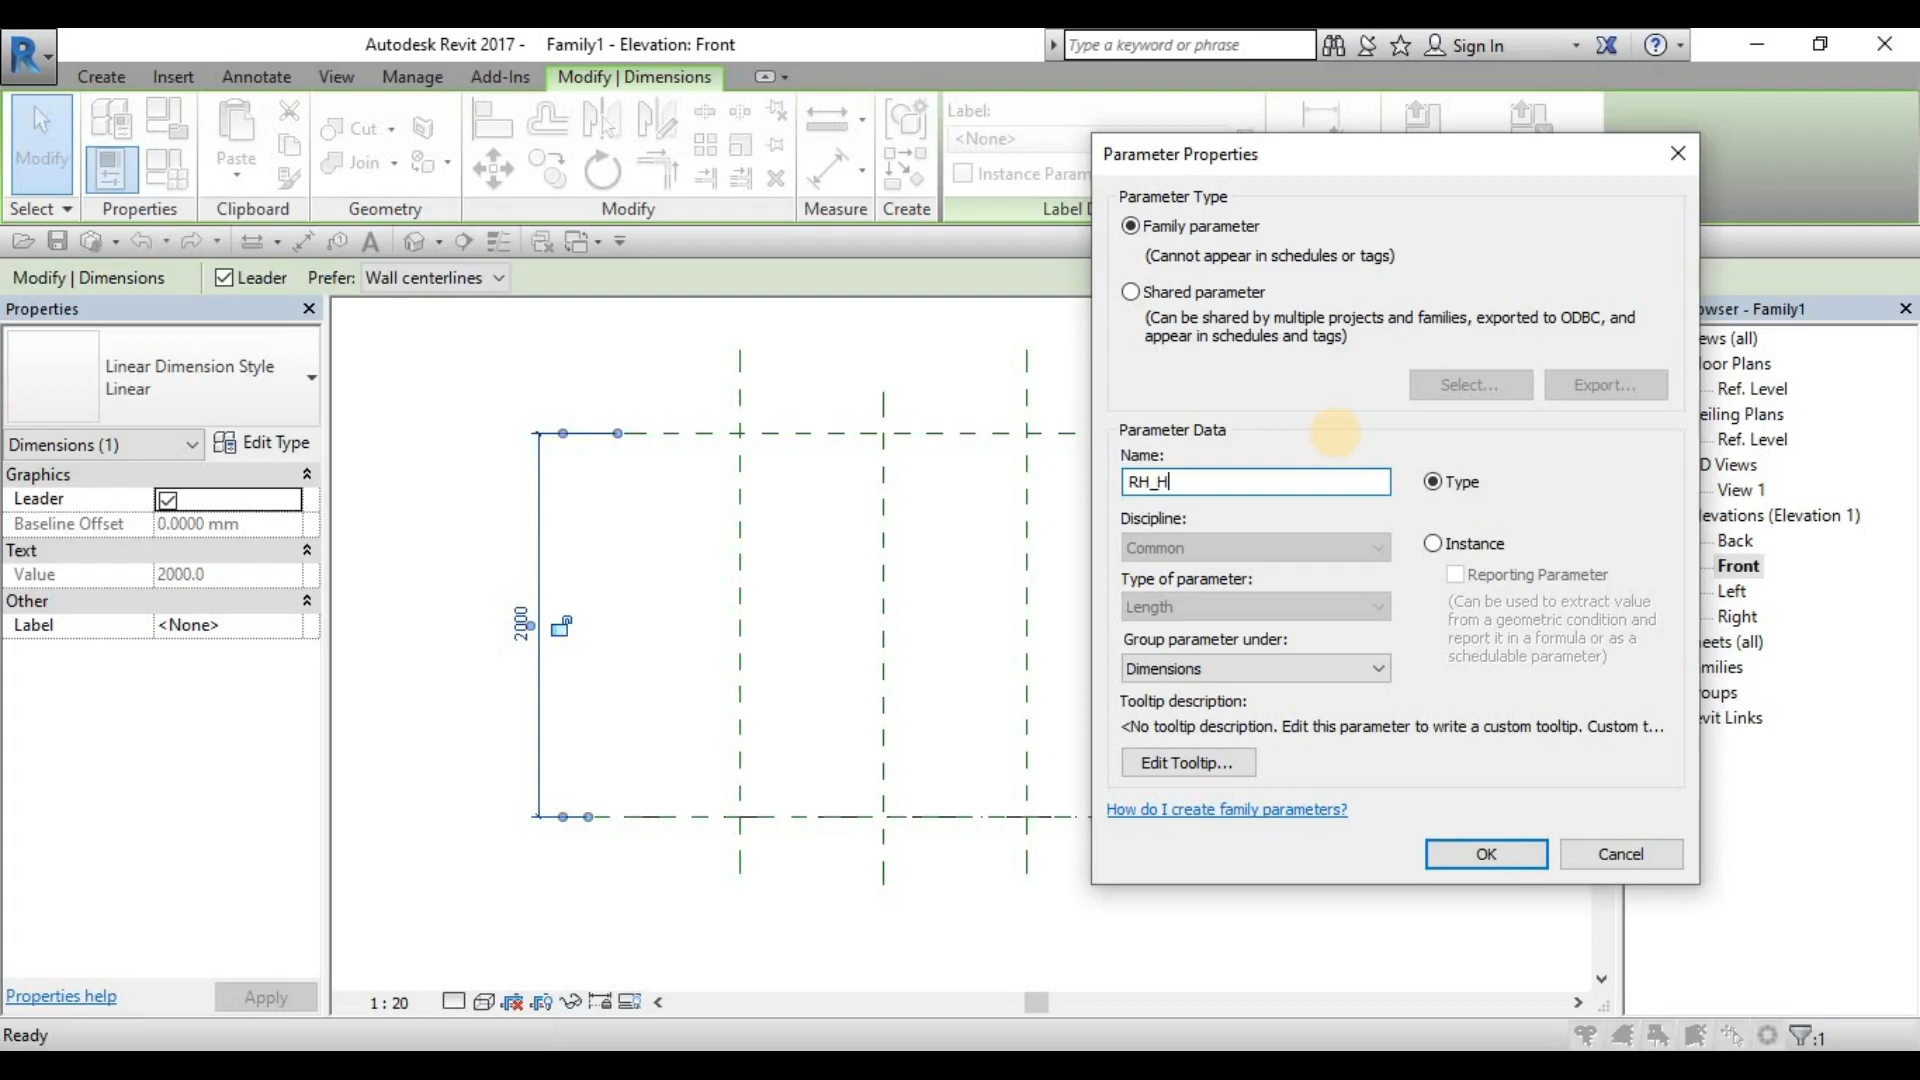 Autodesk Revit 2017 - Family1 - Elevation: Front
Type a keyword or phrase
Sign In
Create Insert Annotate View Manage Add-Ins Modify | Dimensions
Modify
Paste
Cut
Join
Label:
<None>
Instance Param
Select Properties Clipboard Geometry Modify Measure Create Label D
Modify | Dimensions
Leader
Prefer: Wall centerlines
Properties
Linear Dimension Style
Linear
Dimensions (1)
Edit Type
Graphics
Leader
Baseline Offset 0.0000 mm
Text
Value 2000.0
Other
Label <None>
Properties help
Apply
2000
1 : 20
Parameter Properties
Parameter Type
Family parameter
(Cannot appear in schedules or tags)
Shared parameter
(Can be shared by multiple projects and families, exported to ODBC, and
appear in schedules and tags)
Select...
Export...
Parameter Data
Name:
RH_H
Type
Discipline:
Common
Instance
Type of parameter:
Reporting Parameter
Length
(Can be used to extract value
from a geometric condition and
report it in a formula or as a
schedulable parameter)
Group parameter under:
Dimensions
Tooltip description:
<No tooltip description. Edit this parameter to write a custom tooltip. Custom t...
Edit Tooltip...
How do I create family parameters?
OK
Cancel
owser - Family1
ews (all)
loor Plans
Ref. Level
eiling Plans
Ref. Level
D Views
View 1
levations (Elevation 1)
Back
Front
Left
Right
eets (all)
milies
oups
evit Links
Ready
:1